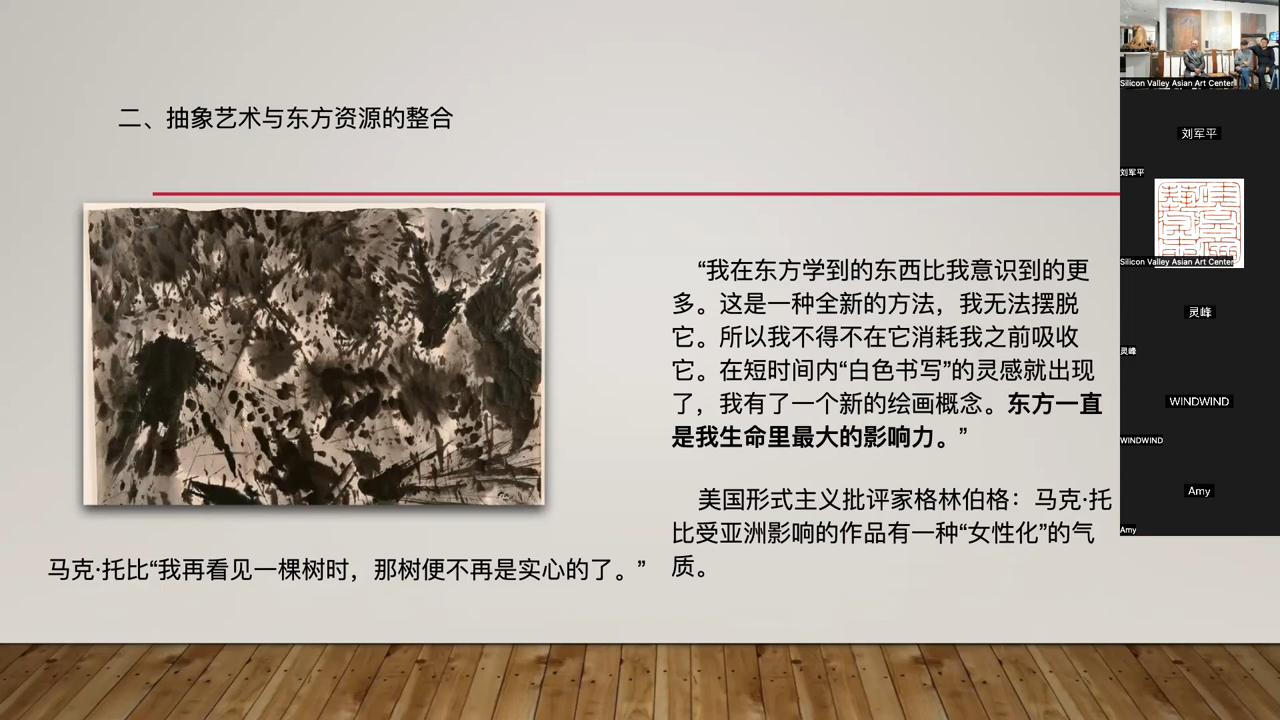 二、抽象艺术与东方资源的整合
“我在东方学到的东西比我意识到的更
多。这是一种全新的方法，我无法摆脱
它。所以我不得不在它消耗我之前吸收
它。在短时间内“白色书写”的灵感就出现
了，我有了一个新的绘画概念。东方一直
是我生命里最大的影响力。”
美国形式主义批评家格林伯格：马克·托
比受亚洲影响的作品有一种“女性化”的气
质。
马克·托比“我再看见一棵树时，那树便不再是实心的了。”
Silicon Valley Asian Art Center
刘军平
刘军平
Silicon Valley Asian Art Center
灵峰
灵峰
WINDWIND
WINDWIND
Amy
Amy